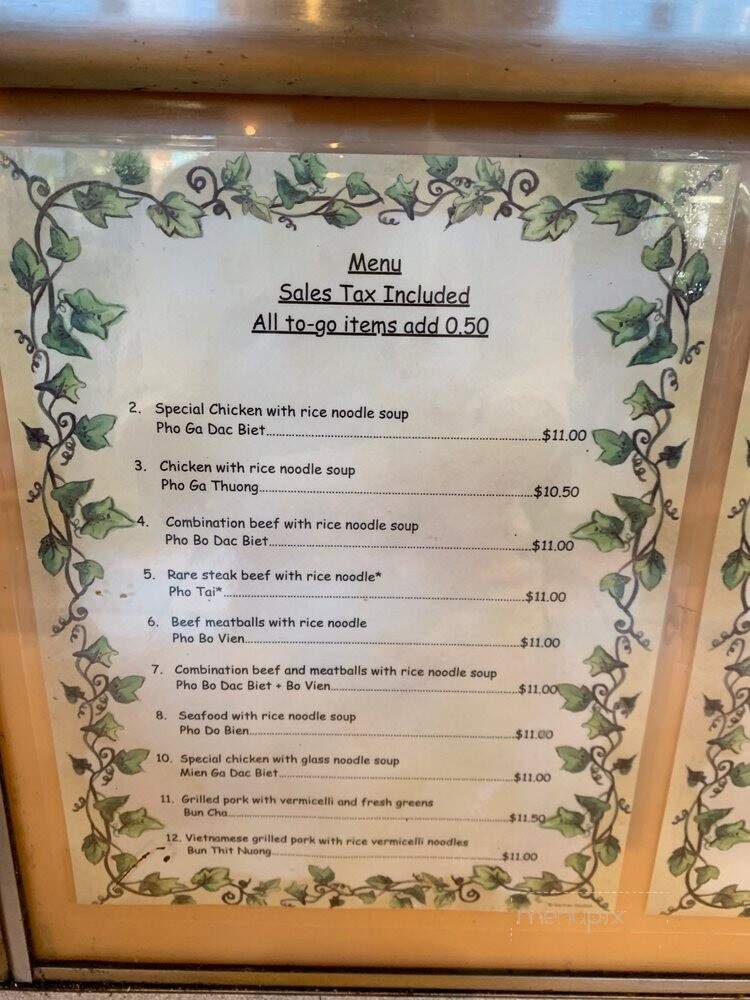 Menu
Sales Tax Included
All to-go items add 0.50
2. Special Chicken with rice noodle soup
Pho Ga Dac Biet..........$11.00
3. Chicken with rice noodle soup
Pho Ga Thuong..........$10.50
4. Combination beef with rice noodle soup
Pho Bo Dac Biet..........$11.00
5. Rare steak beef with rice noodle*
Pho Tai*..........$11.00
6. Beef meatballs with rice noodle
Pho Bo Vien..........$11.00
7. Combination beef and meatballs with rice noodle soup
Pho Bo Dac Biet + Bo Vien..........$11.00
8. Seafood with rice noodle soup
Pho Do Bien..........$11.00
10. Special chicken with glass noodle soup
Mien Ga Dac Biet..........$11.00
11. Grilled pork with vermicelli and fresh greens
Bun Cha..........$11.50
12. Vietnamese grilled pork with rice vermicelli noodles
Bun Thit Nuong..........$11.00
menupix